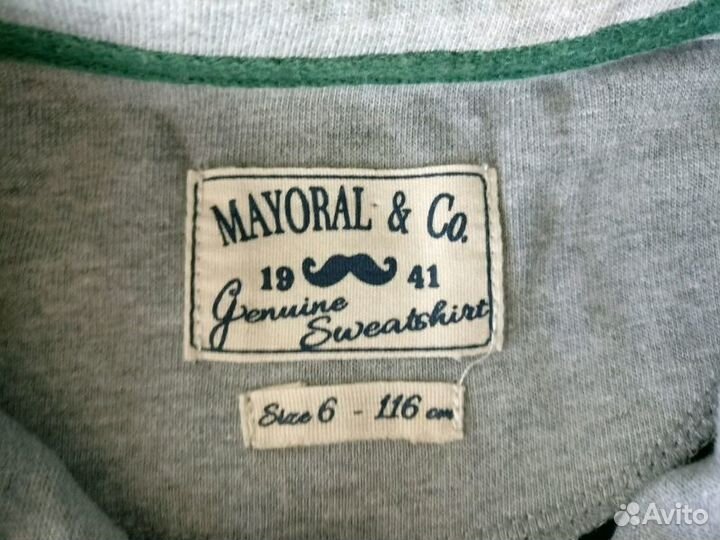 MAYORAL & Co.
19 41
Genuine
Sweatshirt
Size 6 - 116 cm
Avito